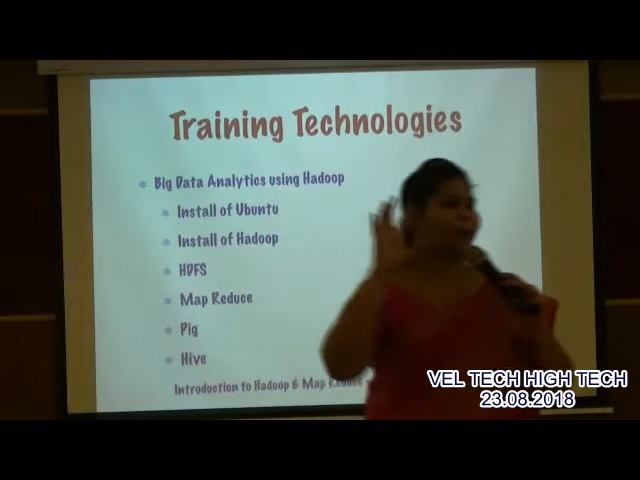 Training Technologies
Big Data Analytics using Hadoop
Install of Ubuntu
Install of Hadoop
HDFS
Map Reduce
Pig
Hive
Introduction to Hadoop & Map Reduce
VEL TECH HIGH TECH
23.08.2018